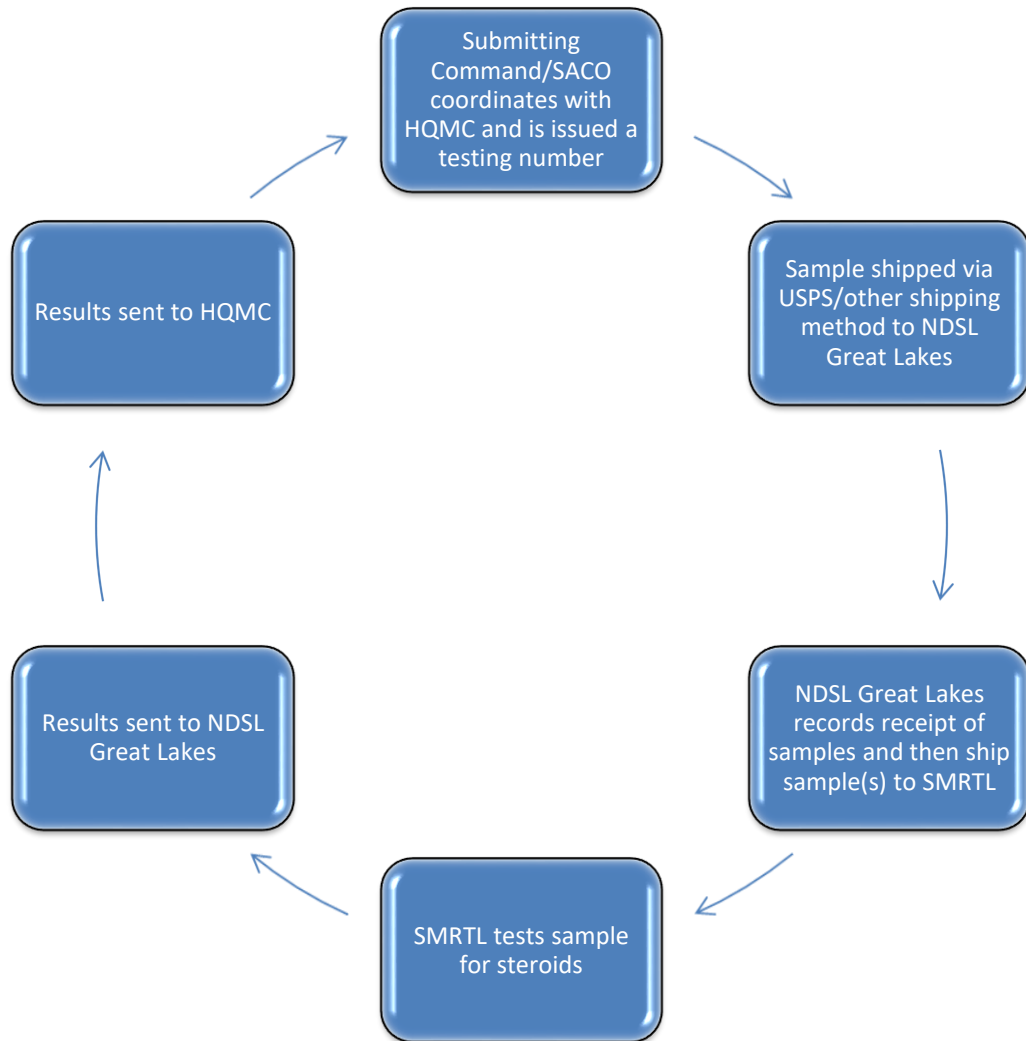 Submitting
Command/SACO
coordinates with
HQMC and is issued a
testing number
Sample shipped via
USPS/other shipping
method to NDSL
Great Lakes
NDSL Great Lakes
records receipt of
samples and then ship
sample(s) to SMRTL
SMRTL tests sample
for steroids
Results sent to NDSL
Great Lakes
Results sent to HQMC